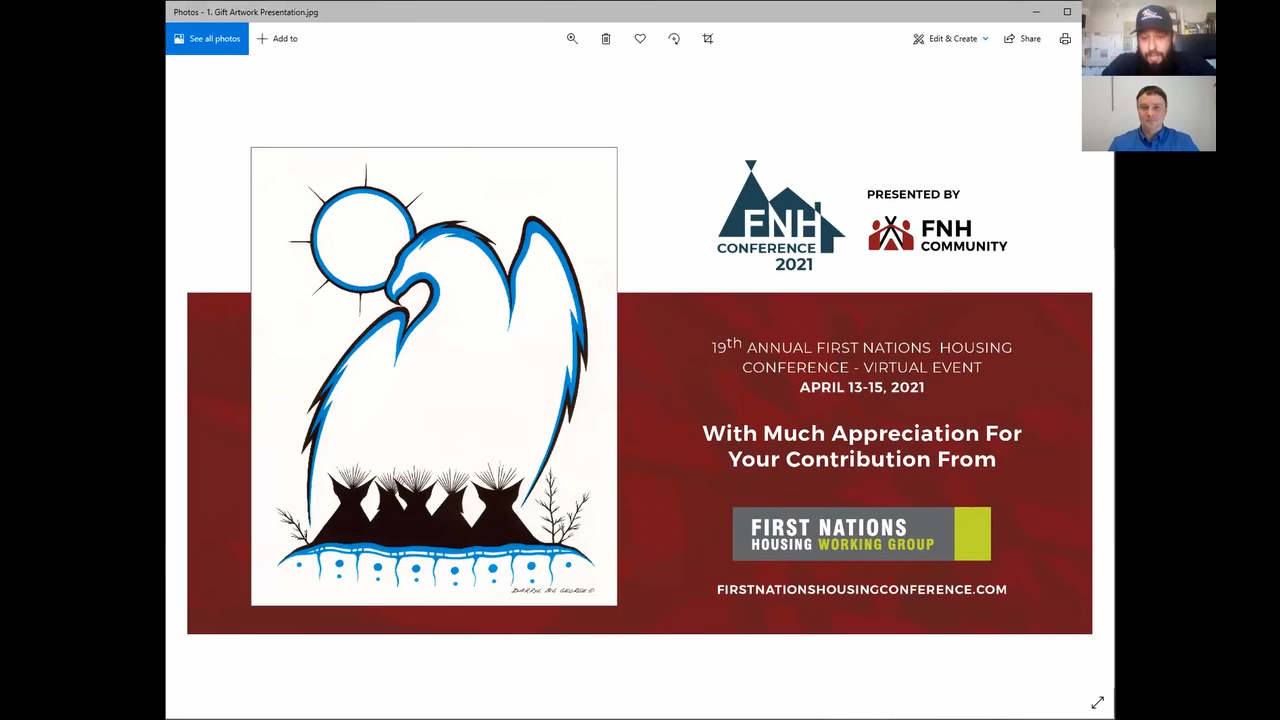 Photos - 1. Gift Artwork Presentation.jpg
See all photos
Add to
Edit & Create
Share
FNH
CONFERENCE
2021
PRESENTED BY
FNH
COMMUNITY
19th ANNUAL FIRST NATIONS HOUSING
CONFERENCE - VIRTUAL EVENT
APRIL 13-15, 2021
With Much Appreciation For
Your Contribution From
FIRST NATIONS
HOUSING WORKING GROUP
FIRSTNATIONSHOUSINGCONFERENCE.COM
BIG GEORGE ©